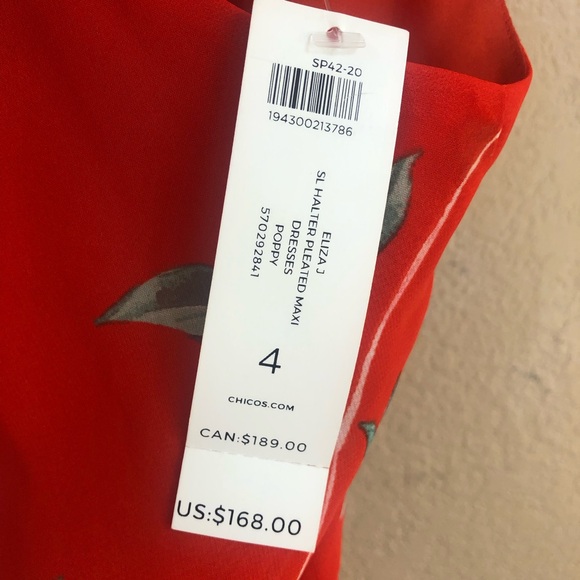 SP42-20
194300213786
ELIZA J
SL HALTER PLEATED MAXI
DRESSES
POPPY
570292841
4
CHICOS.COM
CAN:$189.00
US:$168.00